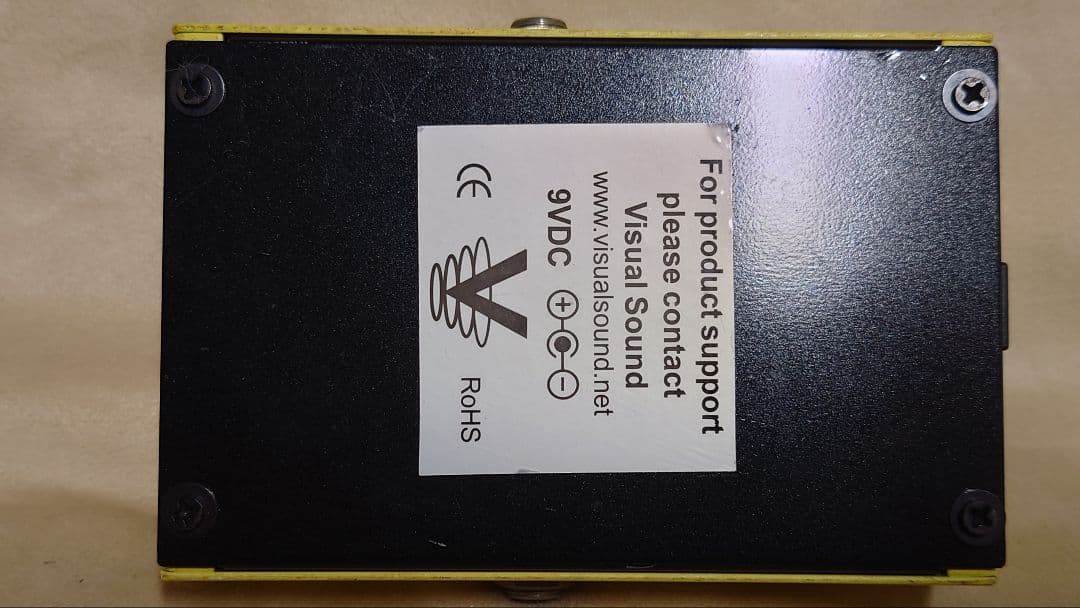 For product support
please contact
Visual Sound
www.visualsound.net
9VDC + -
CE
V
RoHS